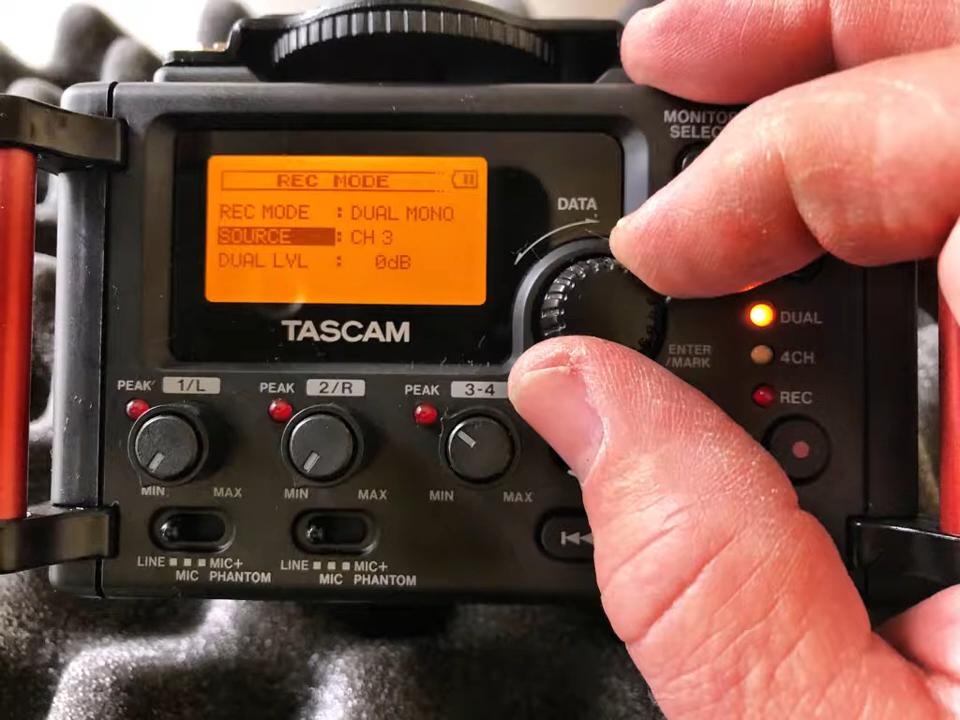 MONITOR
SELEC
REC MODE
REC MODE : DUAL MONO
SOURCE : CH 3
DUAL LVL : 0dB
DATA
TASCAM
ENTER
/MARK
DUAL
4CH
REC
PEAK 1/L
PEAK 2/R
PEAK 3-4
MIN MAX
MIN MAX
MIN MAX
LINE MIC+
MIC PHANTOM
LINE MIC+
MIC PHANTOM